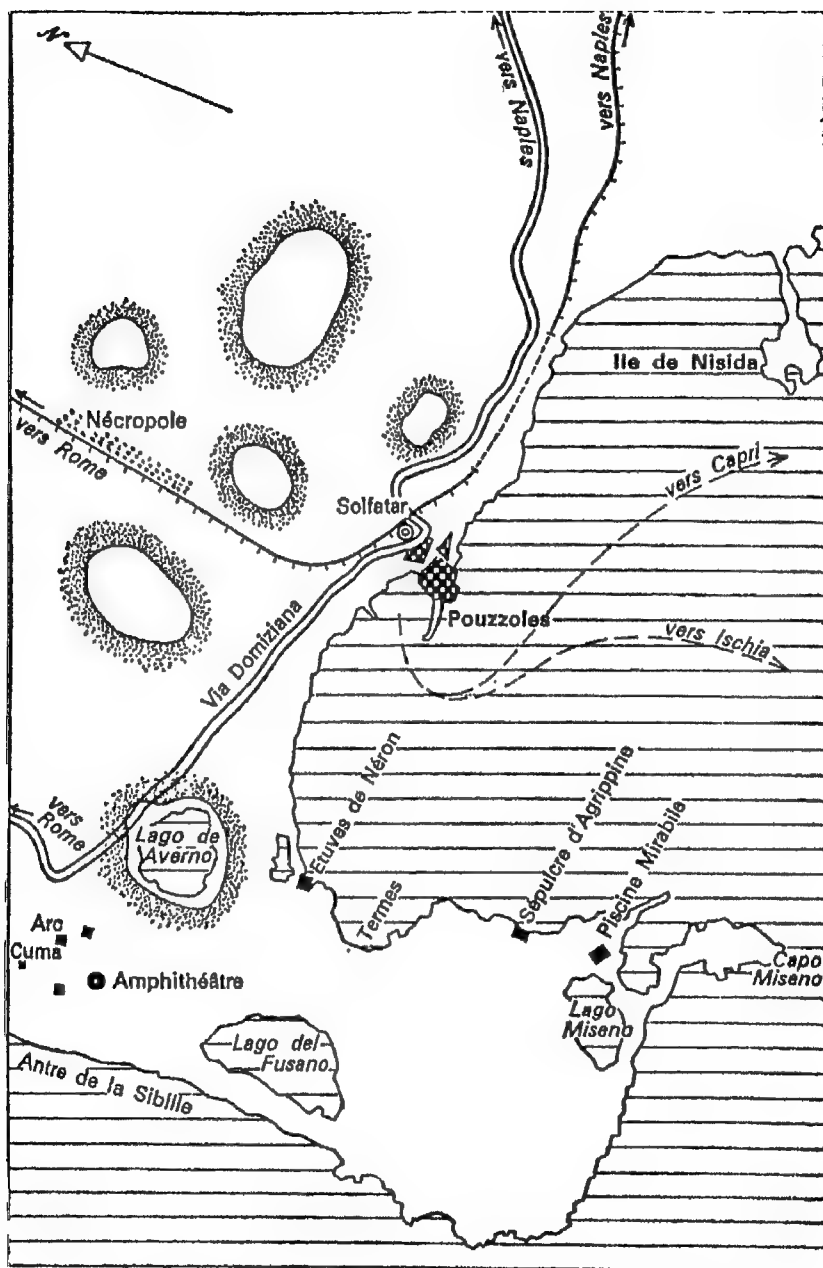 N
vers Naples
vers Naples
Ile de Nisida
Nécropole
vers Rome
vers Capri
Solfatar
Pouzzoles
vers Ischia
Via Domiziana
Etuves de Néron
Sépulcre d'Agrippine
Piscine Mirabile
vers
Rome
Lago de
Averno
Termes
Arc
Cuma
Amphithéâtre
Capo
Miseno
Lago
Miseno
Lago del
Fusano
Antre de la Sibille